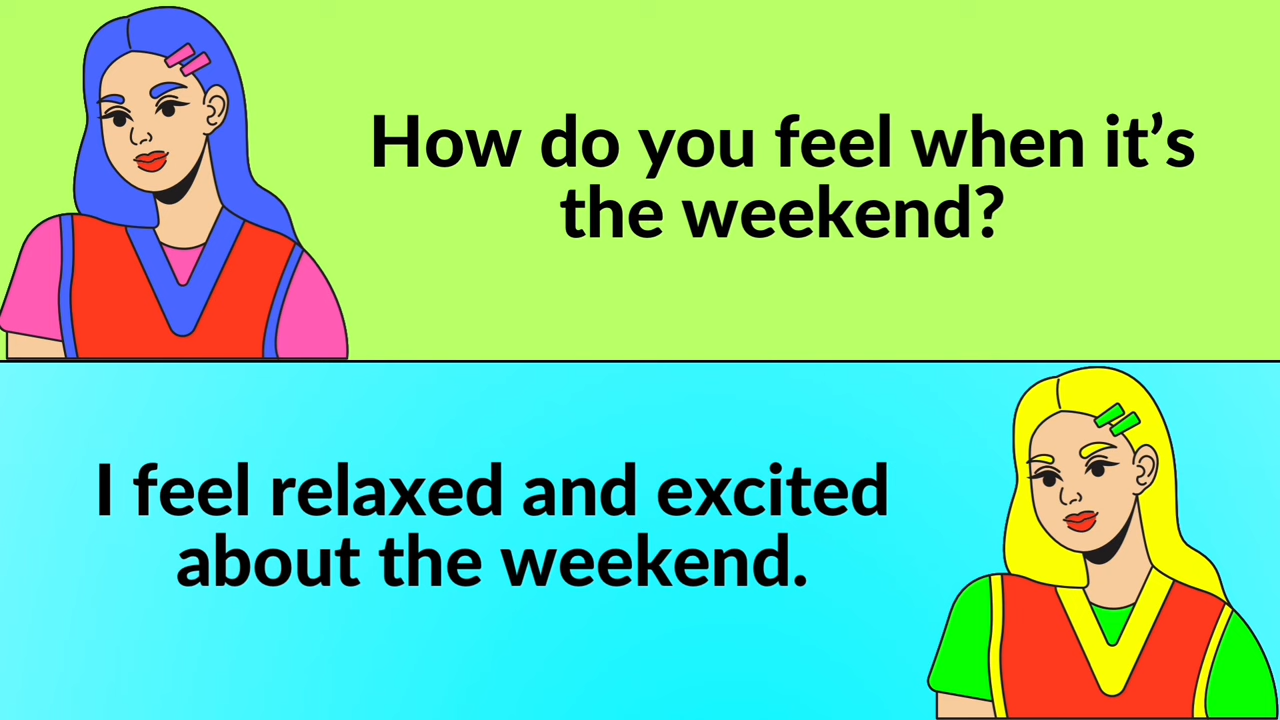 How do you feel when it’s
the weekend?
I feel relaxed and excited
about the weekend.